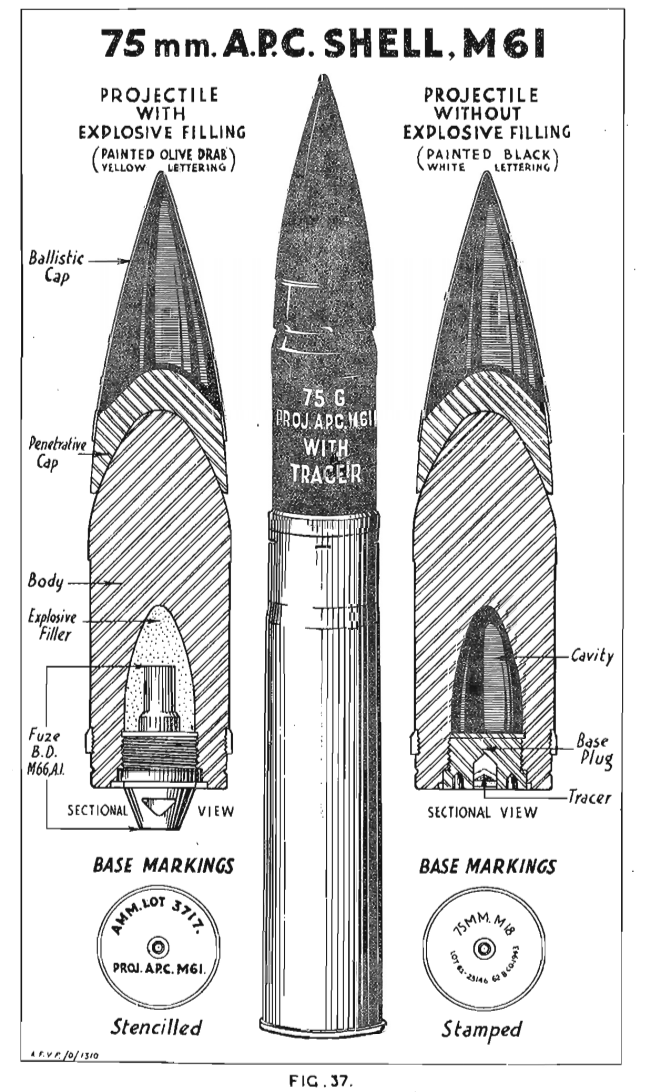 75 mm. A.P.C. SHELL, M61
PROJECTILE
WITH
EXPLOSIVE FILLING
(PAINTED OLIVE DRAB
YELLOW LETTERING)
PROJECTILE
WITHOUT
EXPLOSIVE FILLING
(PAINTED BLACK
WHITE LETTERING)
Ballistic
Cap
Penetrative
Cap
Body
Explosive
Filler
Fuze
B.D.
M66,A1.
SECTIONAL VIEW
75 G
PROJ. A.P.C. M61
WITH
TRACER
Cavity
Base
Plug
Tracer
SECTIONAL VIEW
BASE MARKINGS
AMM. LOT 3717.
PROJ. A.P.C. M61.
Stencilled
BASE MARKINGS
75MM. M18
1943
Stamped
A.F.V.P./D/1310
FIG. 37.